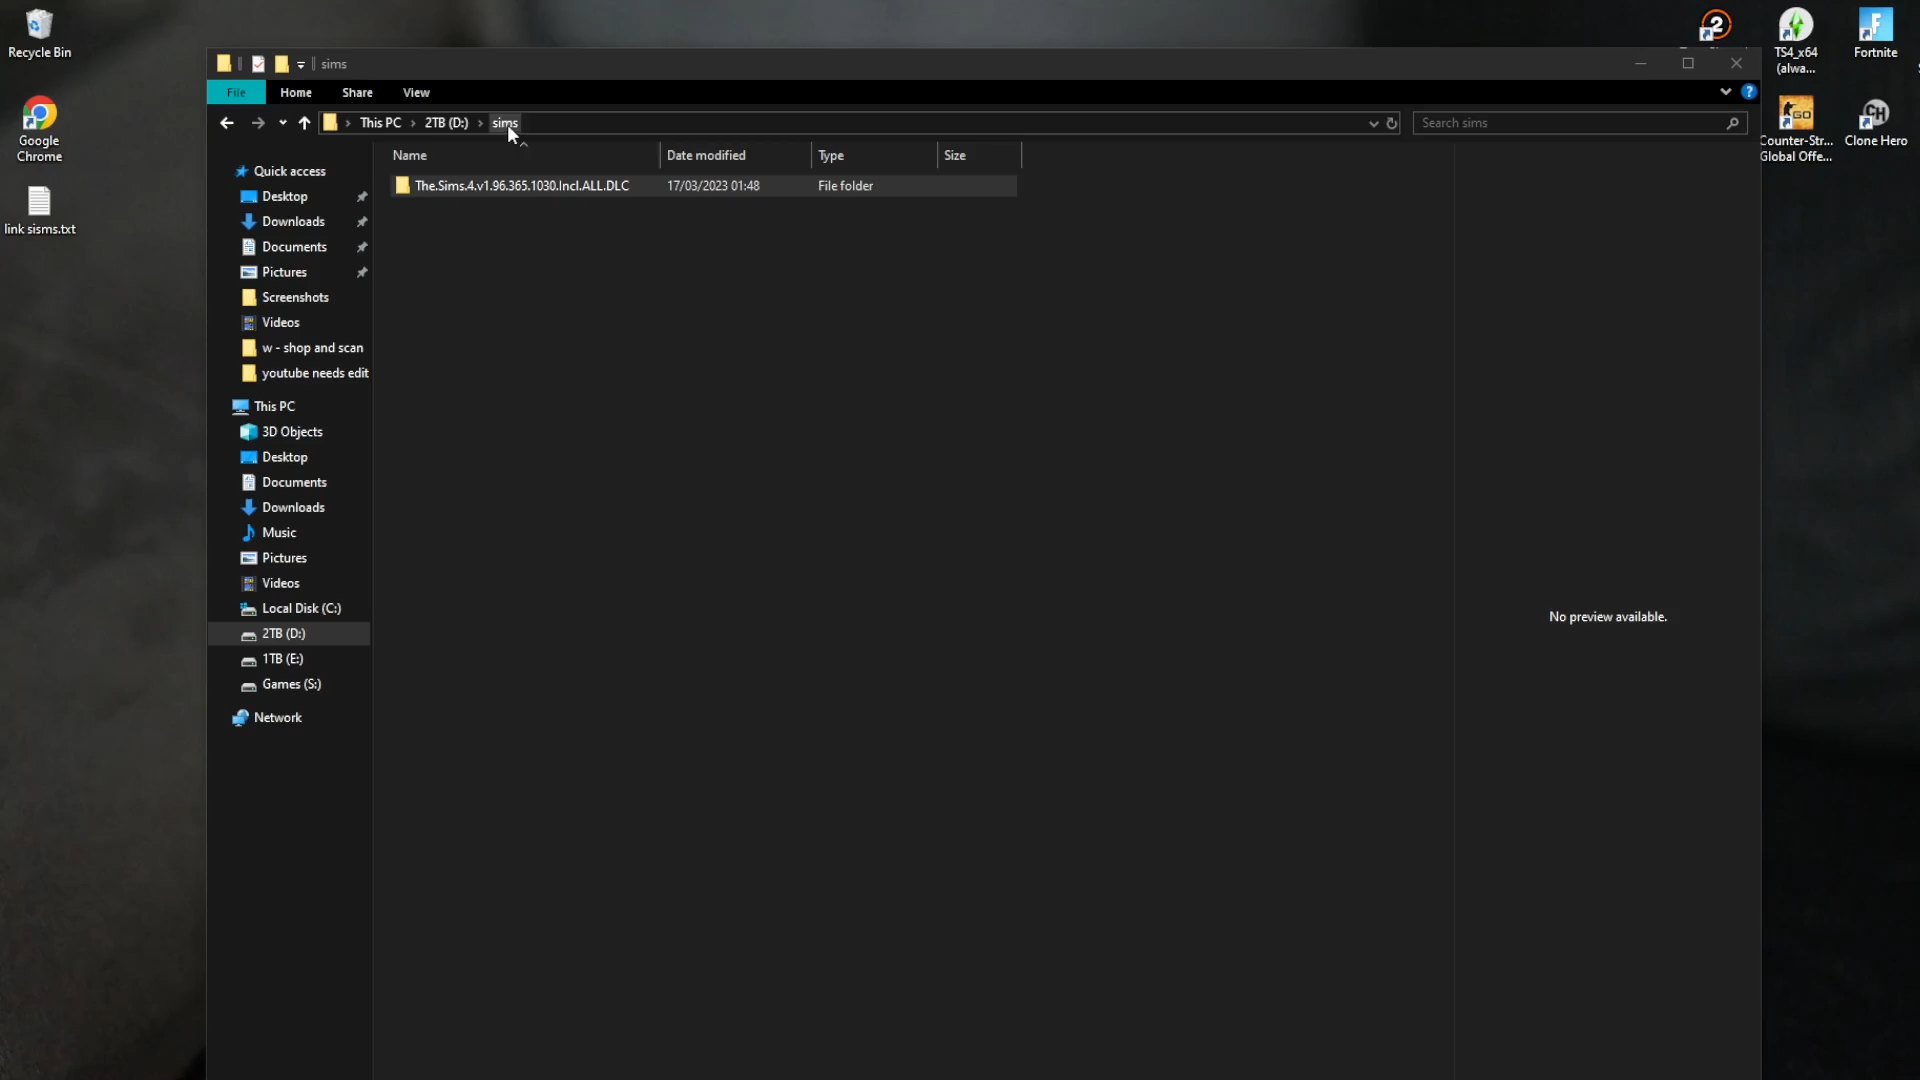 Recycle Bin
Google
Chrome
link sisms.txt
sims
File
Home
Share
View
This PC
2TB (D:)
sims
Search sims
Name
Date modified
Type
Size
The.Sims.4.v1.96.365.1030.Incl.ALL.DLC
17/03/2023 01:48
File folder
Quick access
Desktop
Downloads
Documents
Pictures
Screenshots
Videos
w - shop and scan
youtube needs edit
This PC
3D Objects
Desktop
Documents
Downloads
Music
Pictures
Videos
Local Disk (C:)
2TB (D:)
1TB (E:)
Games (S:)
Network
No preview available.
2
TS4_x64
(alwa...
Fortnite
F
GO
Counter-Str...
Global Offe...
CH
Clone Hero